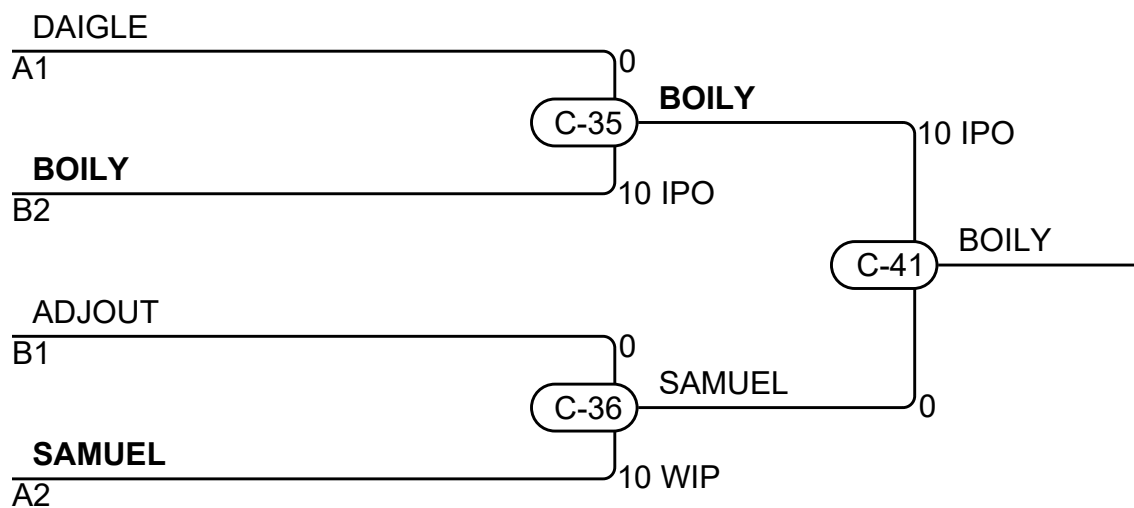 DAIGLE
A1
0
C-35
BOILY
10 IPO
BOILY
B2
10 IPO
C-41
BOILY
ADJOUT
B1
0
C-36
SAMUEL
0
SAMUEL
A2
10 WIP